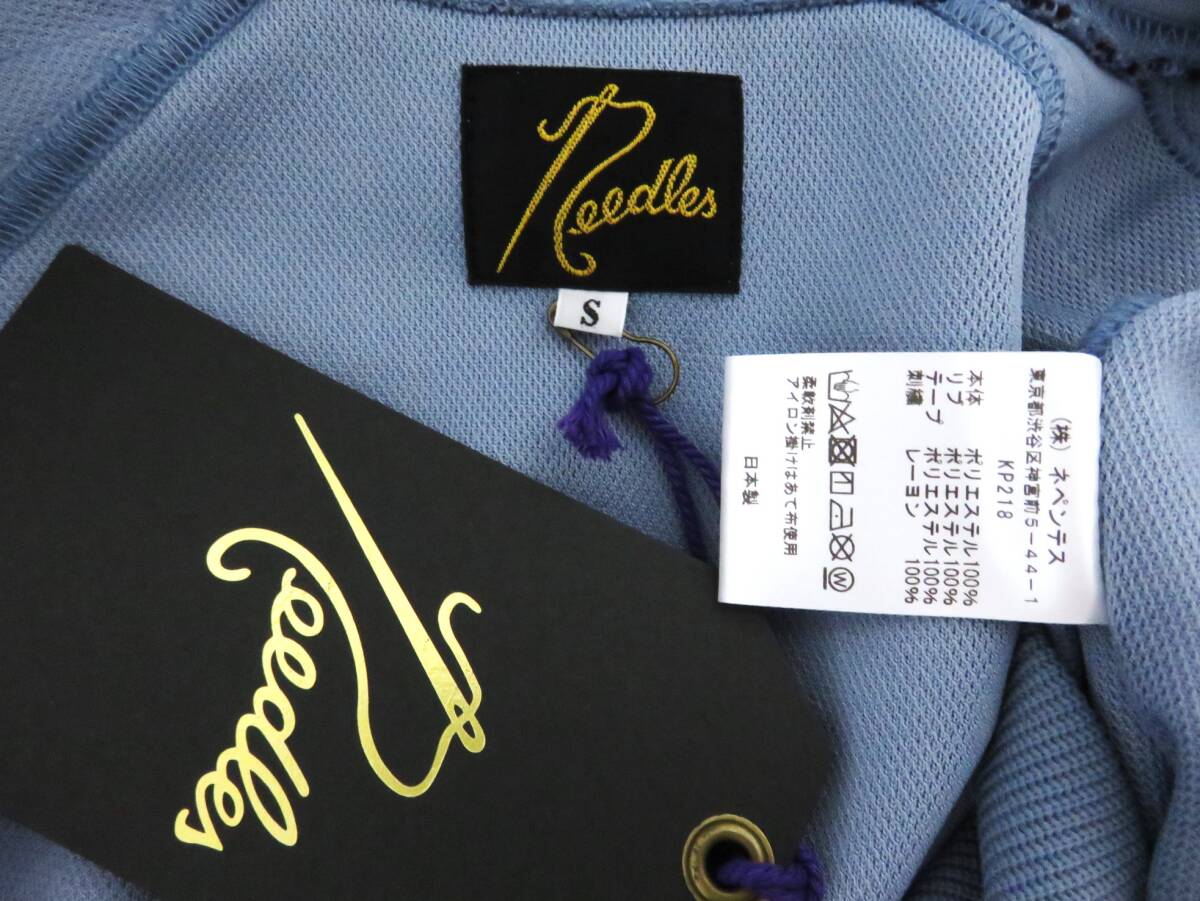 Needles
S
Needles
(株) ネペンテス
東京都渋谷区神宮前5-44-1
KP218
本体 ポリエステル100%
リブ ポリエステル100%
テープ ポリエステル100%
刺繍 レーヨン 100%
W
柔軟剤禁止
アイロン掛けはあて布使用
日本製